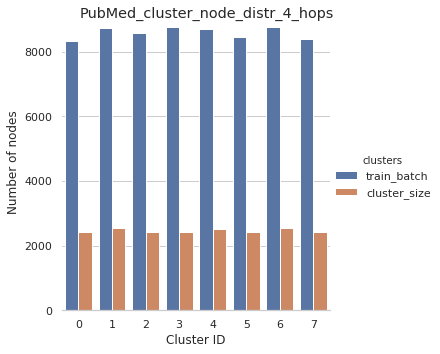 PubMed_cluster_node_distr_4_hops
Number of nodes
8000
6000
4000
2000
0
0 1 2 3 4 5 6 7
Cluster ID
clusters
train_batch
cluster_size